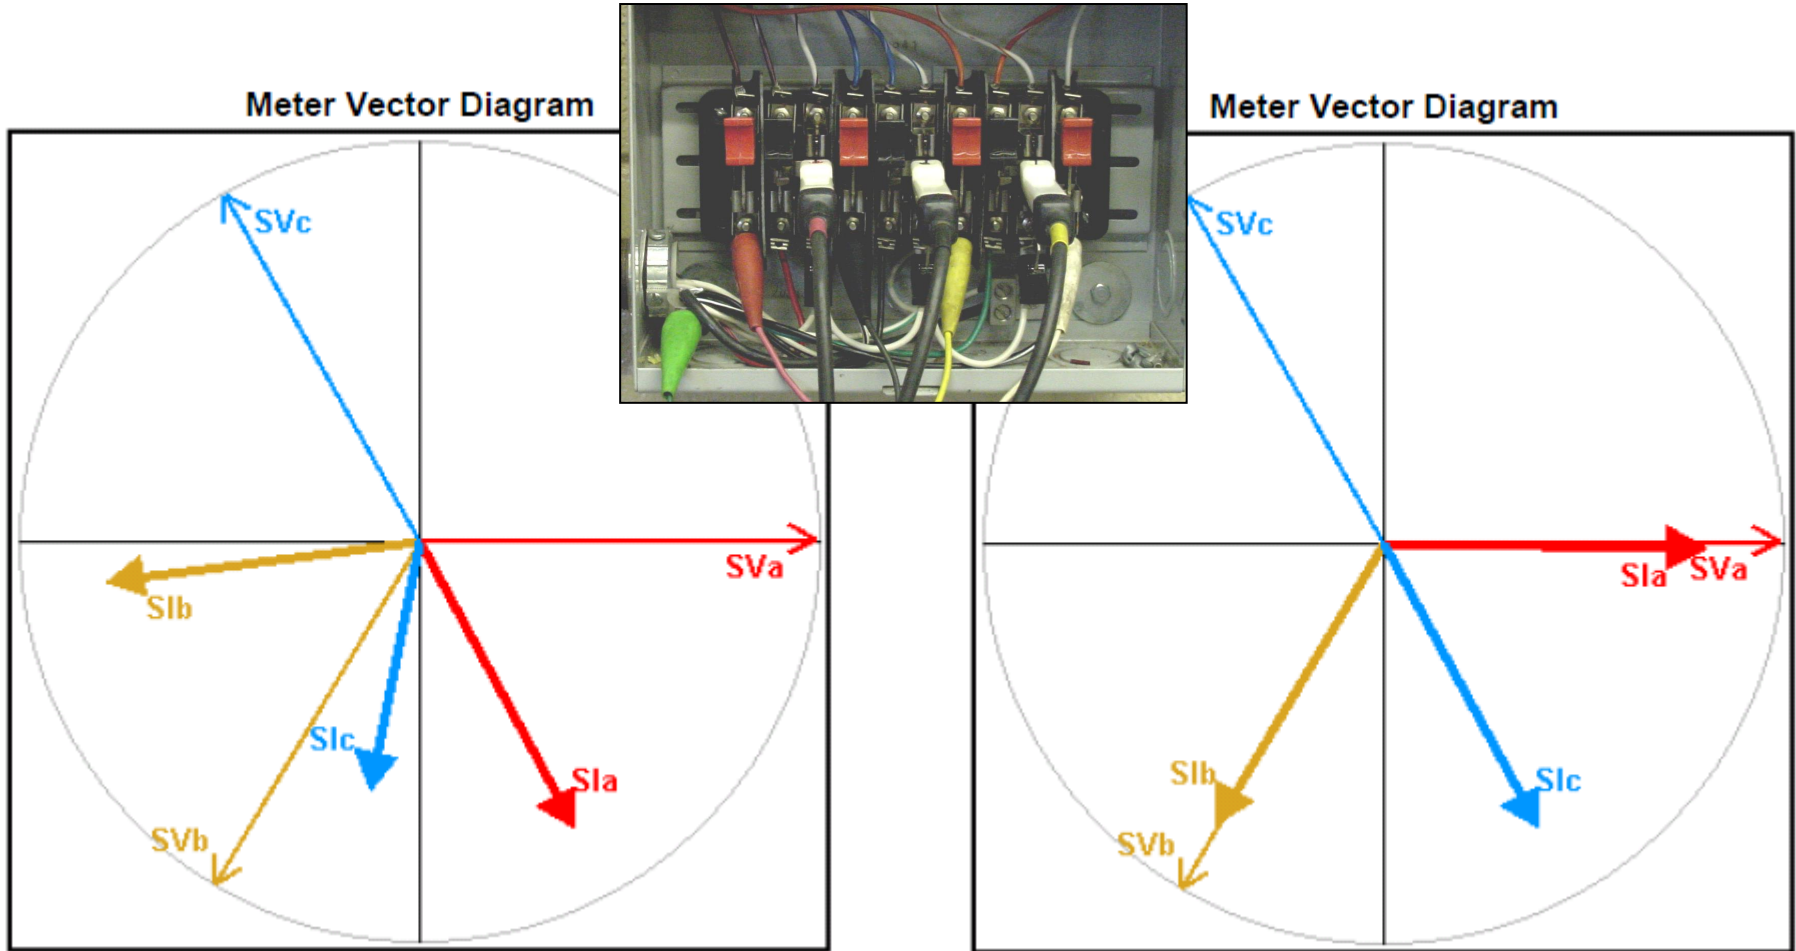 Meter Vector Diagram
SVc
SVa
SIb
SIc
SIa
SVb
Meter Vector Diagram
SVc
SIa
SVa
SIb
SIc
SVb